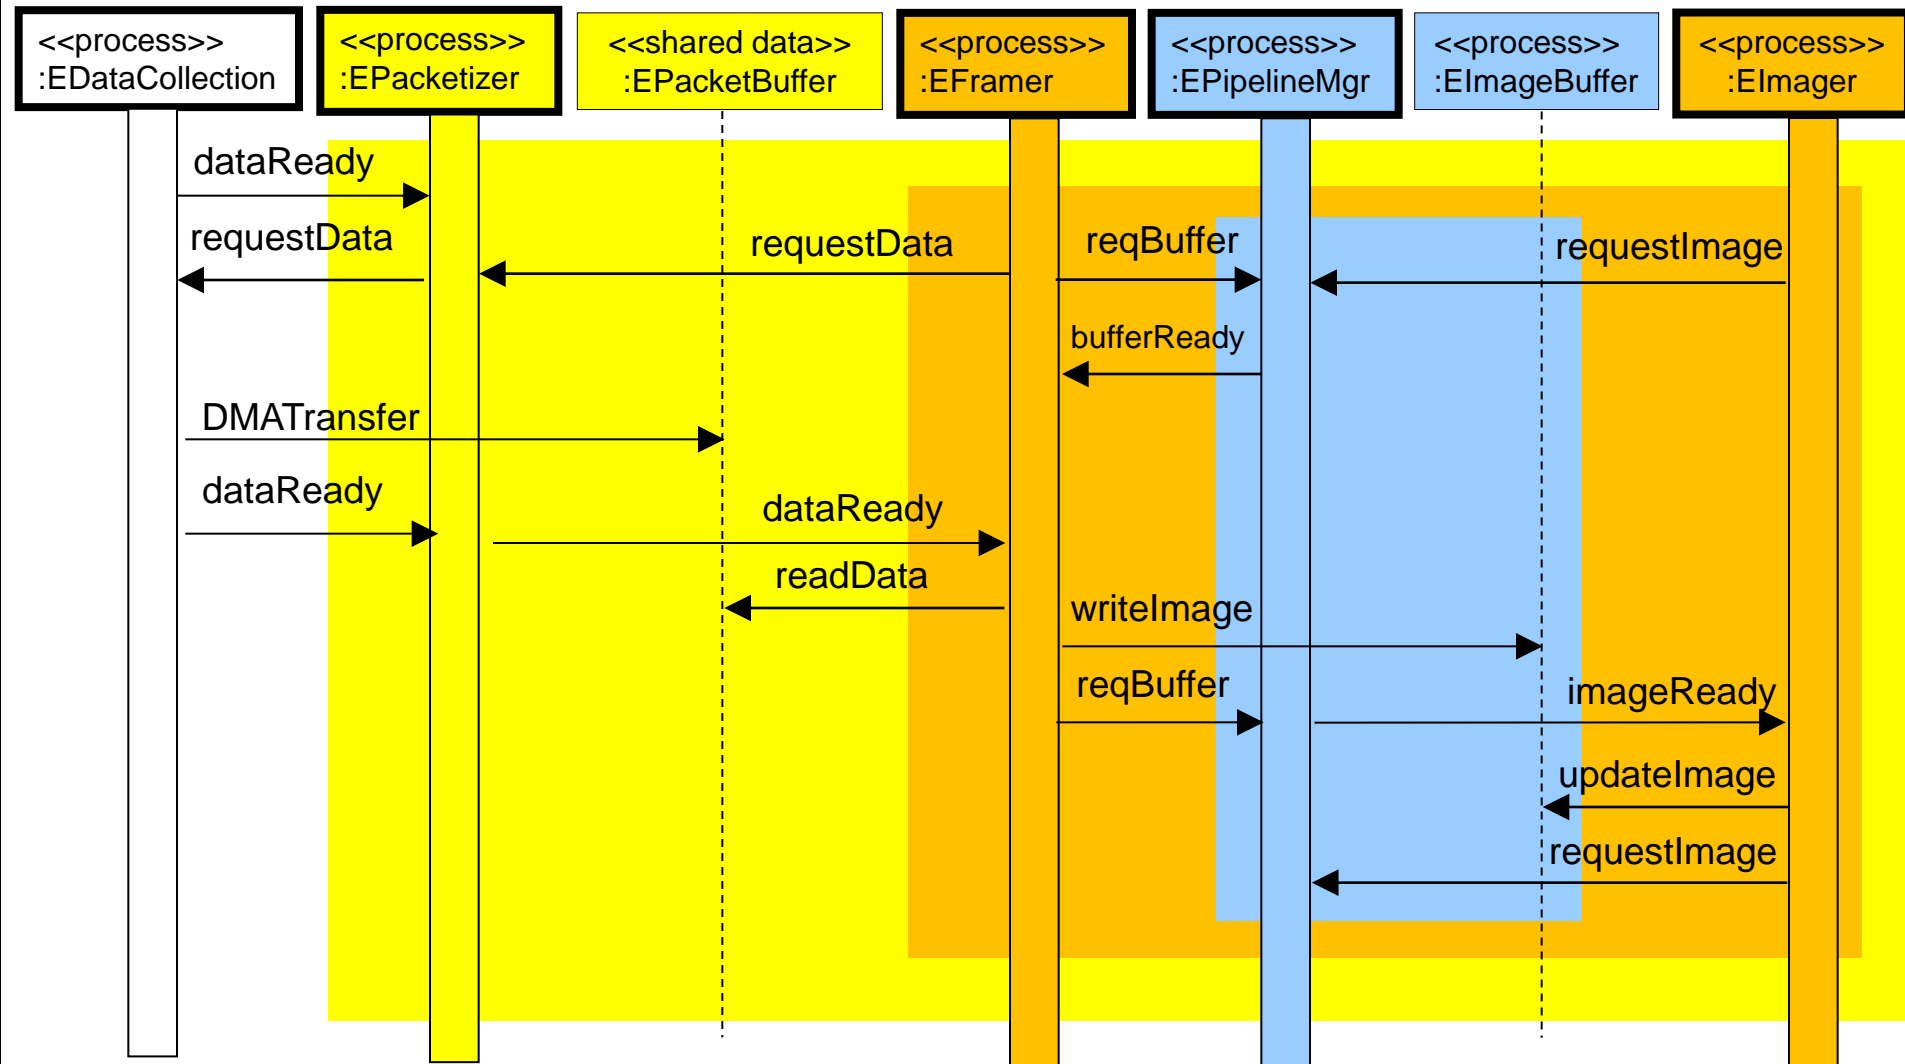 <<process>>
:EDataCollection
<<process>>
:EPacketizer
<<shared data>>
:EPacketBuffer
<<process>>
:EFramer
<<process>>
:EPipelineMgr
<<process>>
:EImageBuffer
<<process>>
:EImager
dataReady
requestData
requestData
reqBuffer
requestImage
bufferReady
DMATransfer
dataReady
dataReady
readData
writeImage
reqBuffer
imageReady
updateImage
requestImage